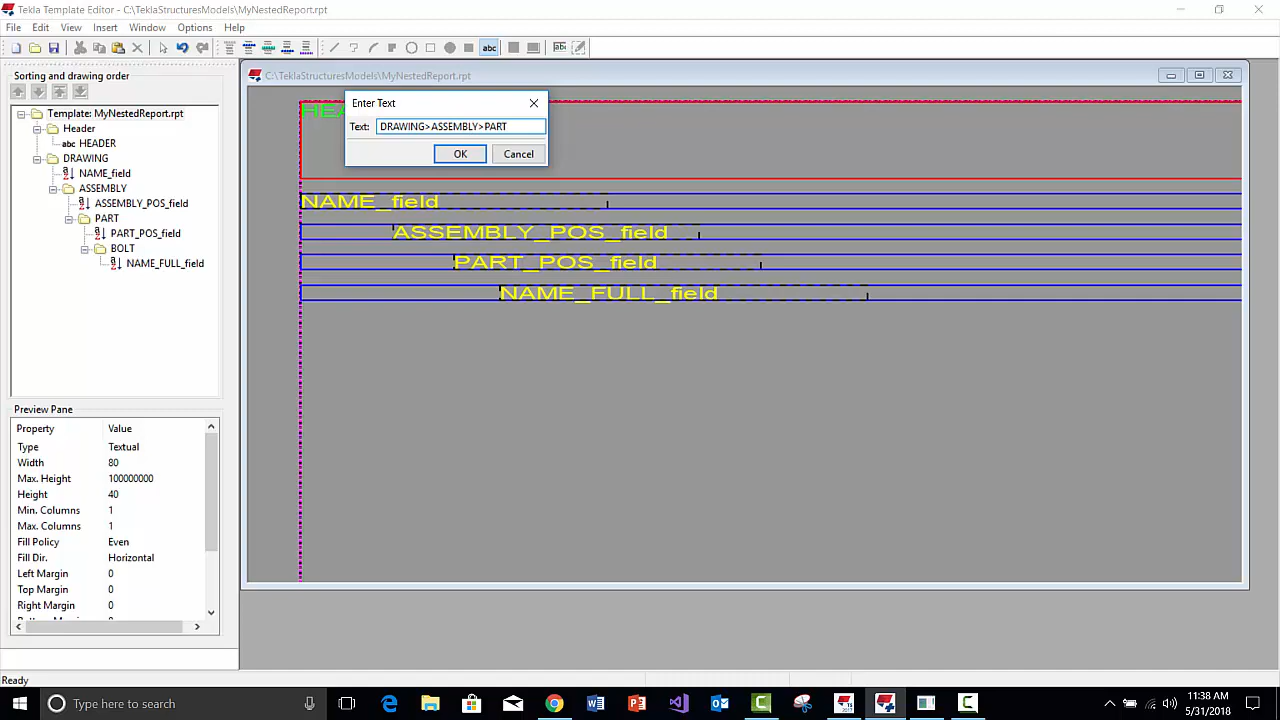 Tekla Template Editor - C:\TeklaStructuresModels\MyNestedReport.rpt
File Edit View Insert Window Options Help
abc
Sorting and drawing order
Template: MyNestedReport.rpt
Header
abc HEADER
DRAWING
NAME_field
ASSEMBLY
ASSEMBLY_POS_field
PART
PART_POS_field
BOLT
NAME_FULL_field
C:\TeklaStructuresModels\MyNestedReport.rpt
Enter Text
Text: DRAWING>ASSEMBLY>PART
OK Cancel
NAME_field
ASSEMBLY_POS_field
PART_POS_field
NAME_FULL_field
Preview Pane
Property Value
Type Textual
Width 80
Max. Height 100000000
Height 40
Min. Columns 1
Max. Columns 1
Fill Policy Even
Fill Dir. Horizontal
Left Margin 0
Top Margin 0
Right Margin 0
Ready
Type here to search
11:38 AM
5/31/2018